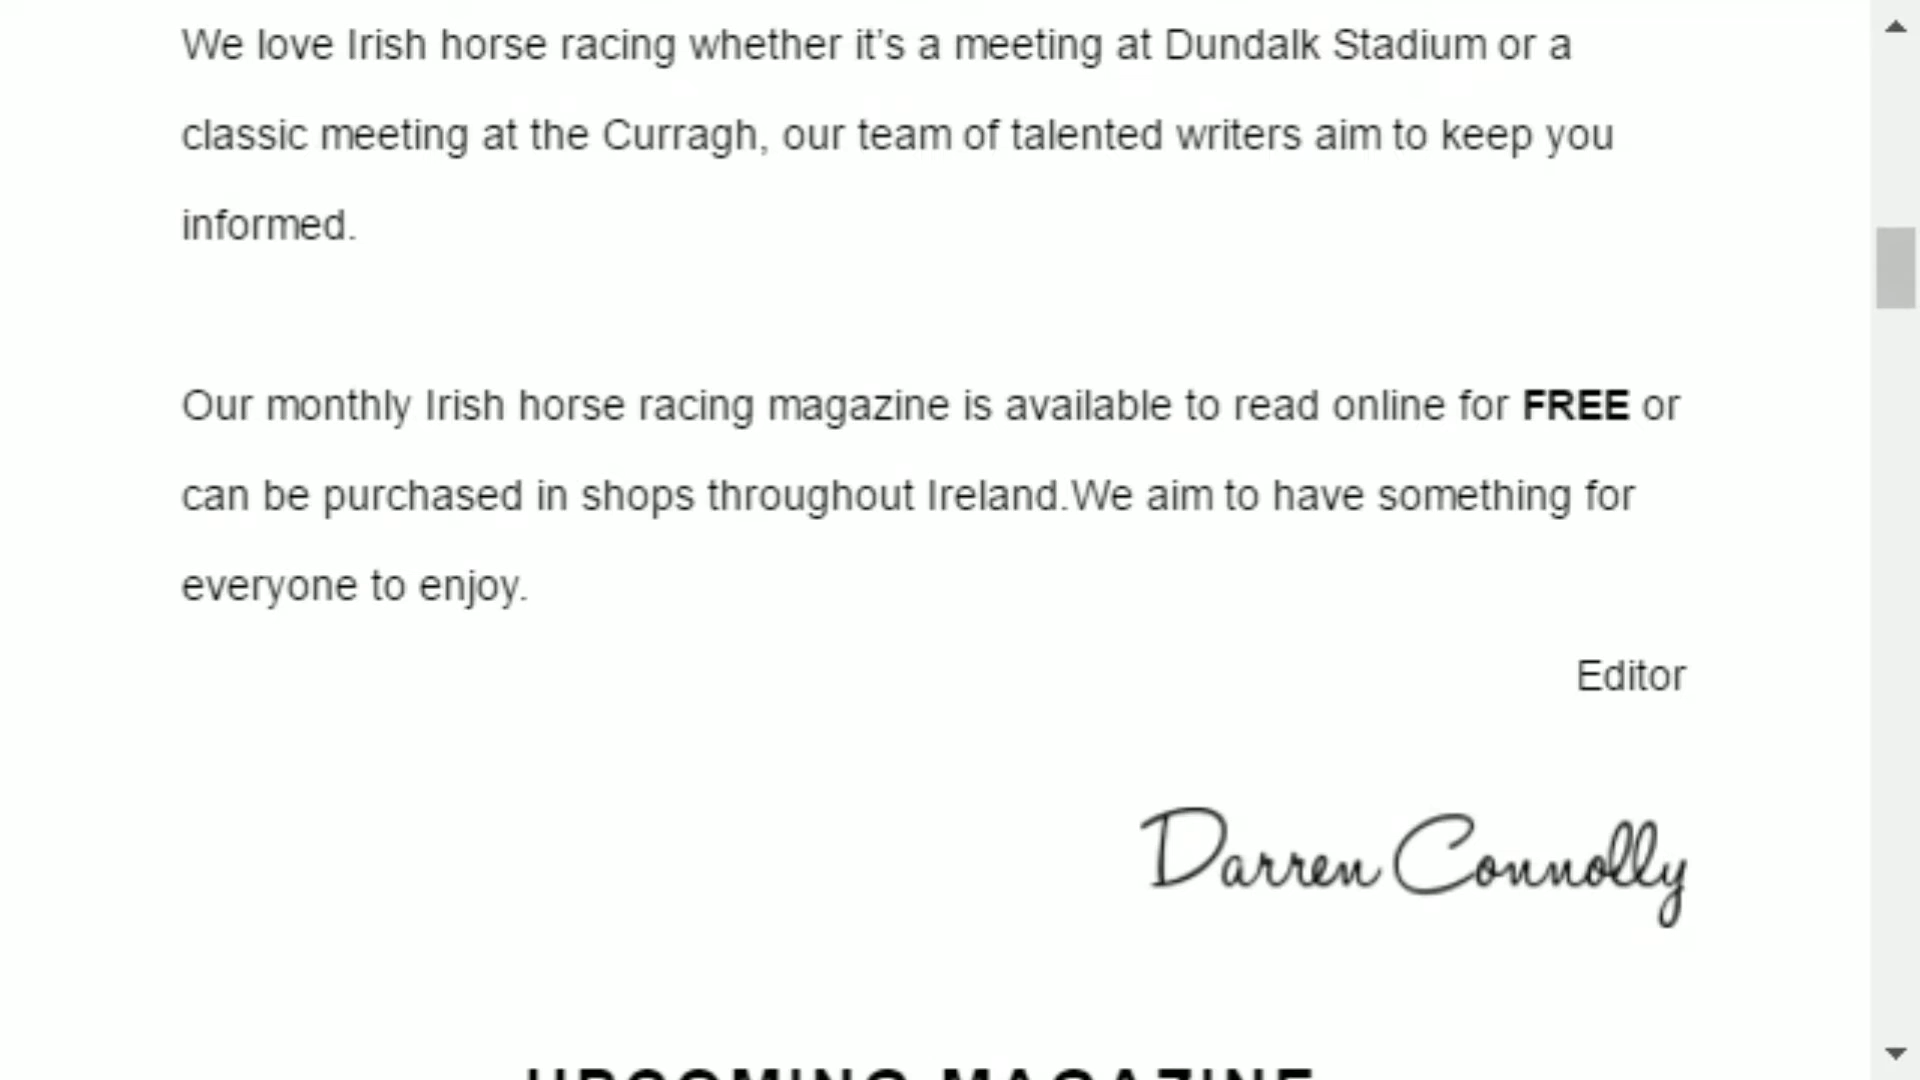 We love Irish horse racing whether it's a meeting at Dundalk Stadium or a
classic meeting at the Curragh, our team of talented writers aim to keep you
informed.
Our monthly Irish horse racing magazine is available to read online for FREE or
can be purchased in shops throughout Ireland.We aim to have something for
everyone to enjoy.
Editor
Darren Connolly
UPCOMING MAGAZINE